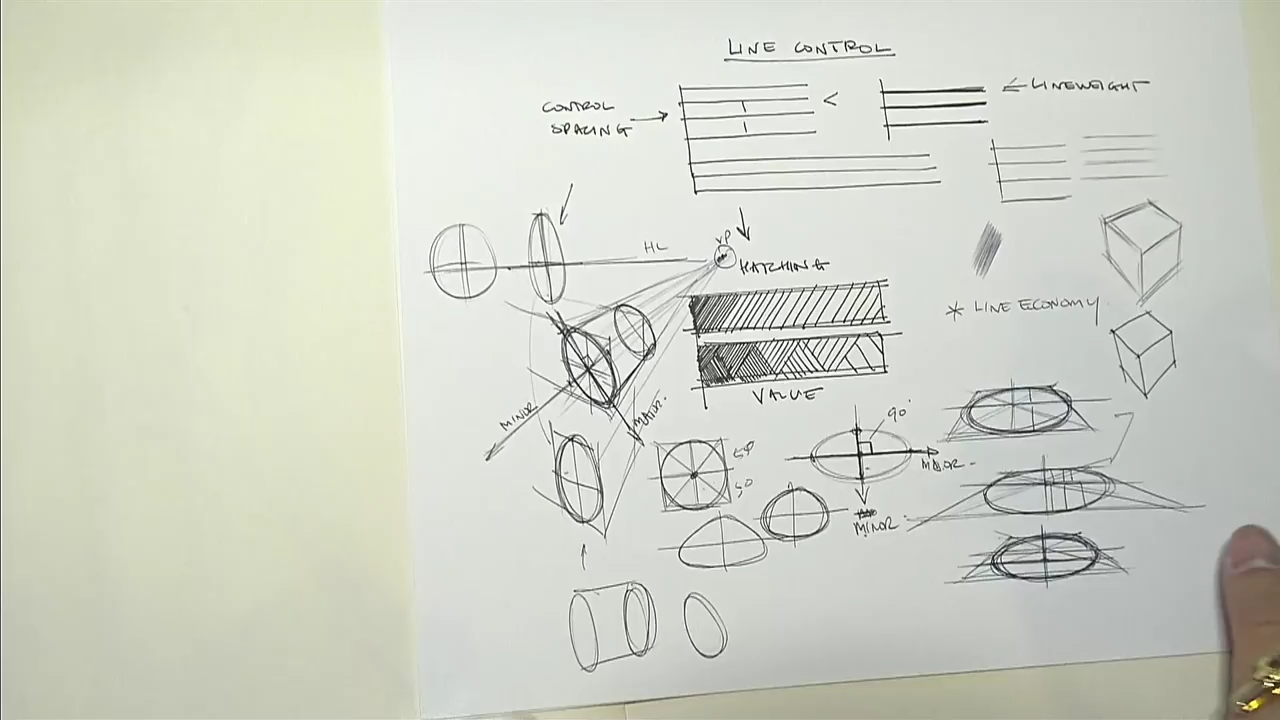 LINE CONTROL
CONTROL
SPACING
LINEWEIGHT
HL
VP
HATCHING
* LINE ECONOMY
VALUE
MINOR
MAJOR.
90°
MAJOR -
50
50
MINOR